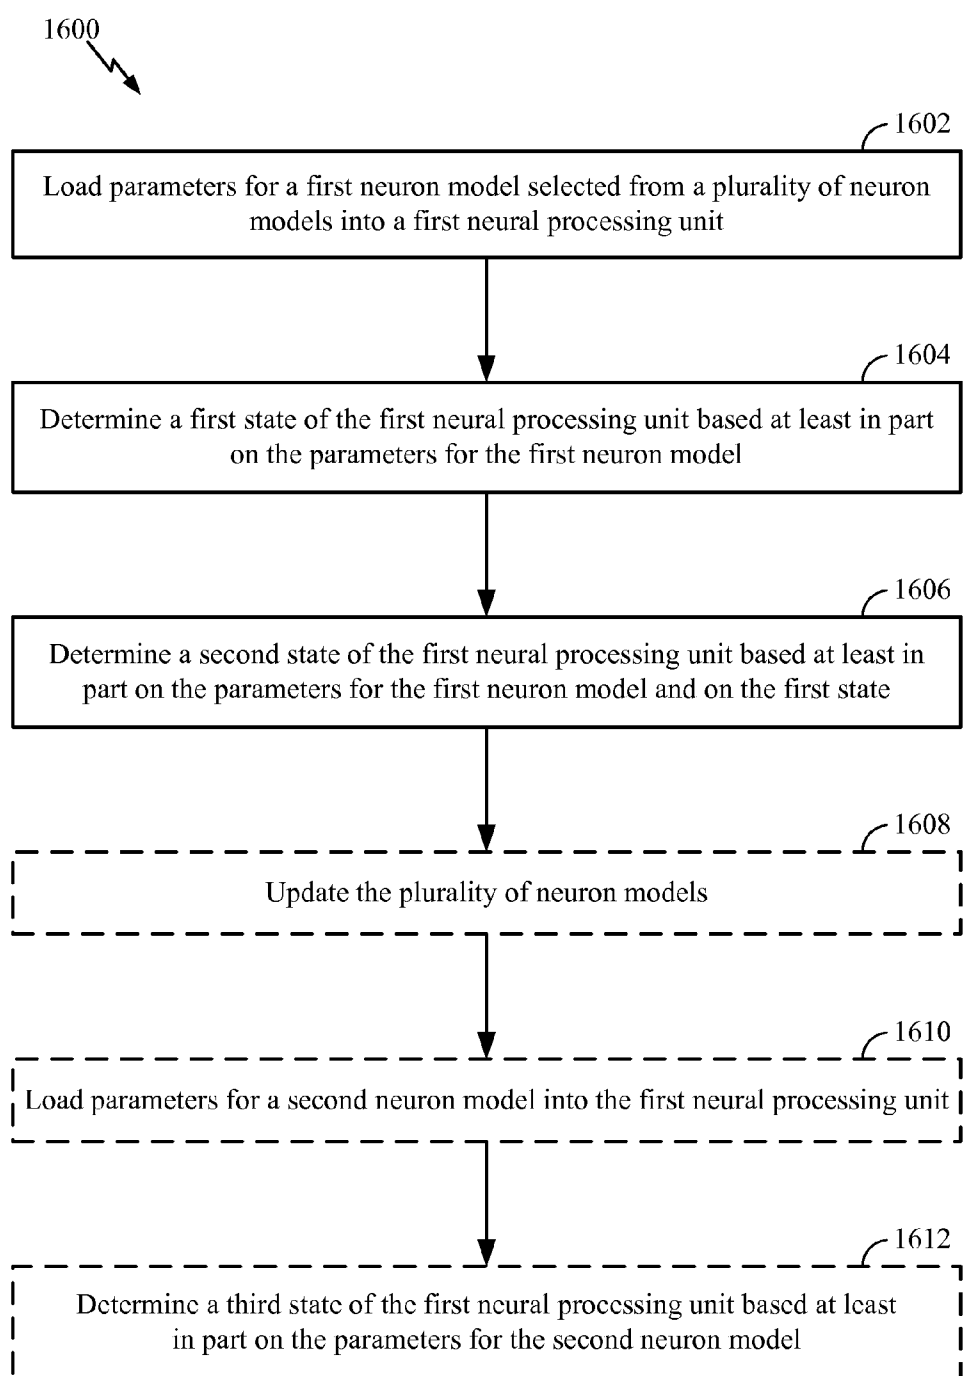 1600
1602
Load parameters for a first neuron model selected from a plurality of neuron
models into a first neural processing unit
1604
Determine a first state of the first neural processing unit based at least in part
on the parameters for the first neuron model
1606
Determine a second state of the first neural processing unit based at least in
part on the parameters for the first neuron model and on the first state
1608
Update the plurality of neuron models
1610
Load parameters for a second neuron model into the first neural processing unit
1612
Determine a third state of the first neural processing unit based at least
in part on the parameters for the second neuron model